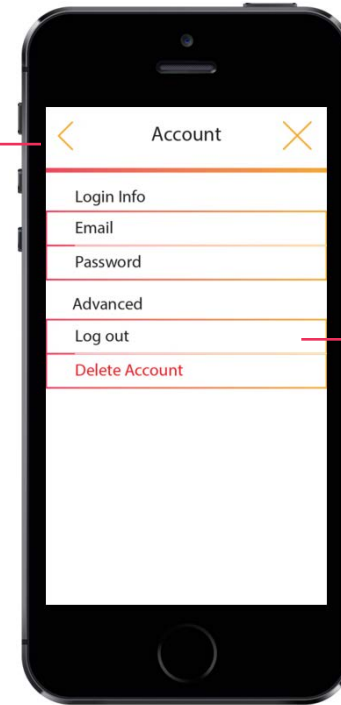 Account
Login Info
Email
Password
Advanced
Log out
Delete Account